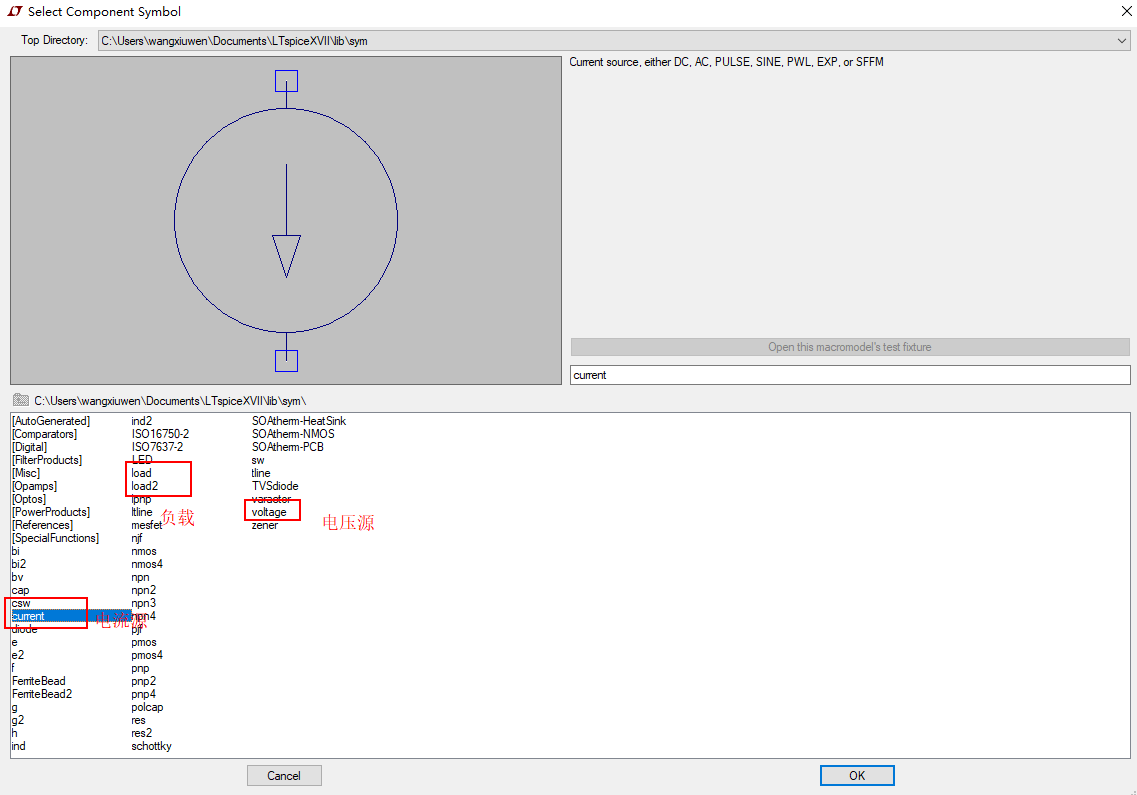 Select Component Symbol
Top Directory: C:\Users\wangxiuwen\Documents\LTspiceXVII\lib\sym
Current source, either DC, AC, PULSE, SINE, PWL, EXP, or SFFM
Open this macromodel's test fixture
current
C:\Users\wangxiuwen\Documents\LTspiceXVII\lib\sym\
[AutoGenerated]
[Comparators]
[Digital]
[FilterProducts]
[Misc]
[Opamps]
[Optos]
[PowerProducts]
[References]
[SpecialFunctions]
bi
bi2
bv
cap
csw
current
电流源
diode
e
e2
f
FerriteBead
FerriteBead2
g
g2
h
ind
ind2
ISO16750-2
ISO7637-2
LED
load
load2
lpnp
ltline
负载
mesfet
njf
nmos
nmos4
npn
npn2
npn3
npn4
pjf
pmos
pmos4
pnp
pnp2
pnp4
polcap
res
res2
schottky
SOAtherm-HeatSink
SOAtherm-NMOS
SOAtherm-PCB
sw
tline
TVSdiode
varactor
voltage
电压源
zener
Cancel
OK